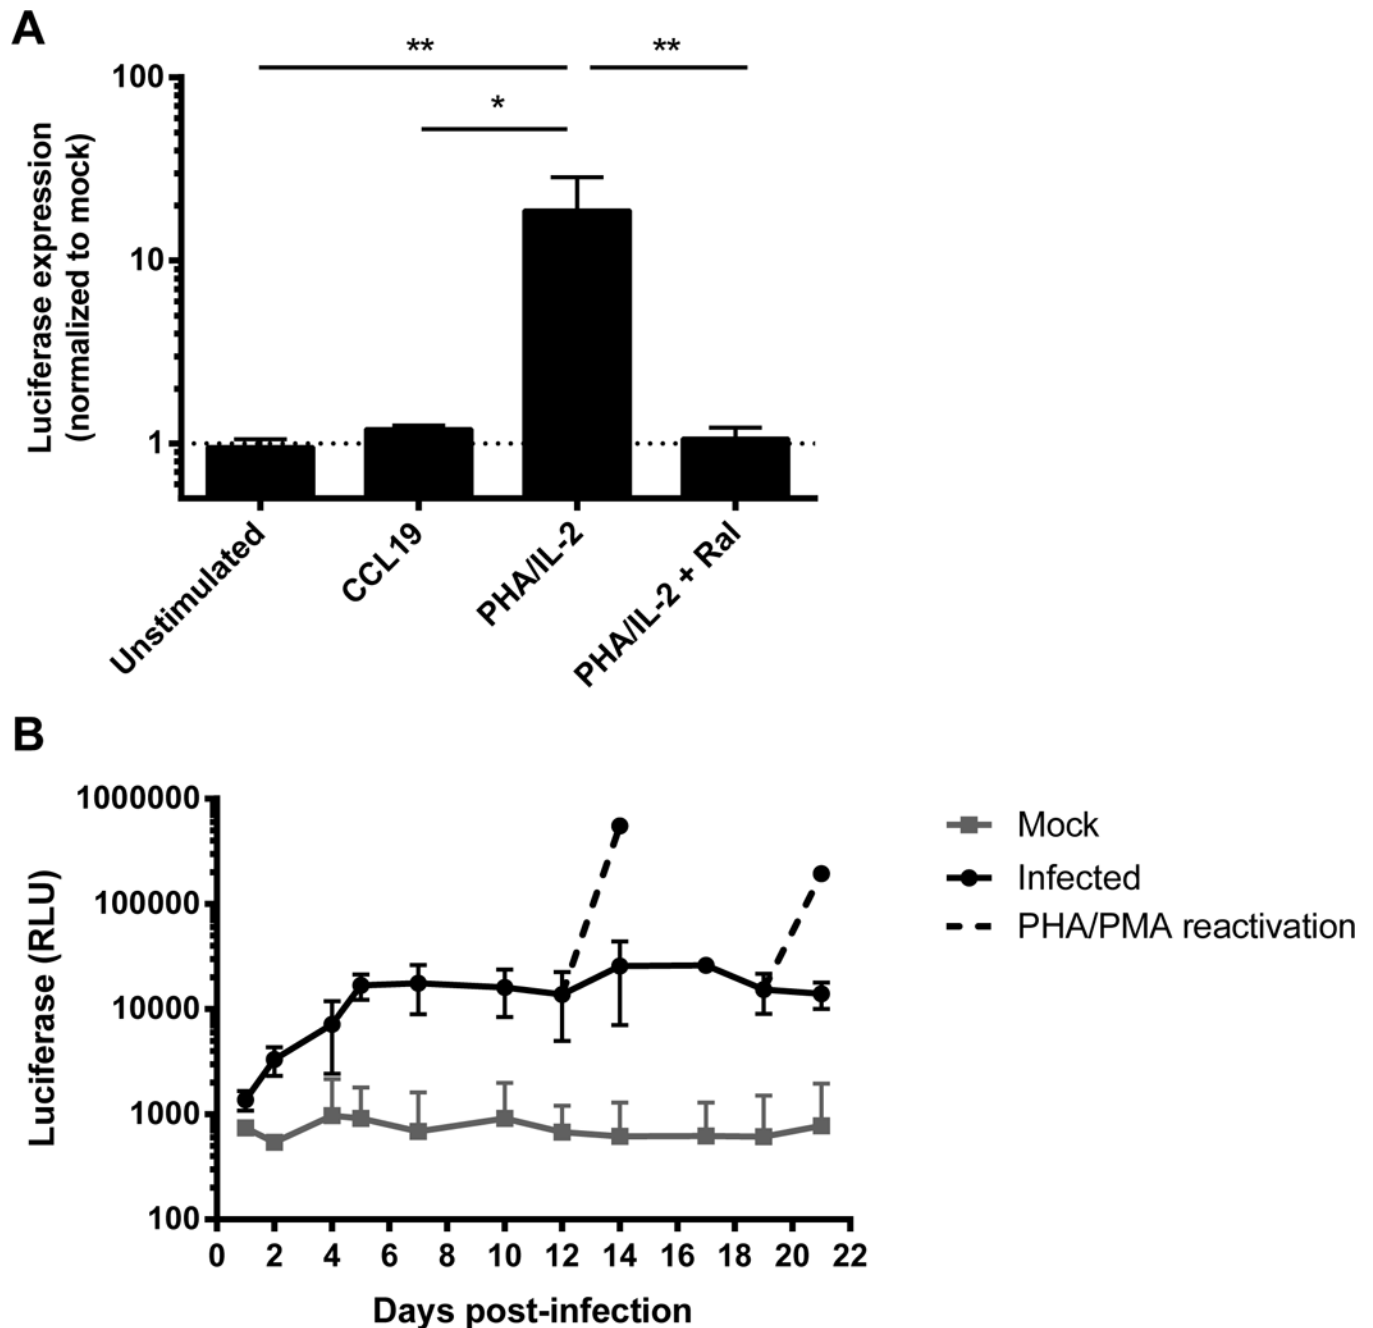 A
** **
*
Luciferase expression
(normalized to mock)
100
10
1
Unstimulated
CCL19
PHA/IL-2
PHA/IL-2 + Ral
B
Luciferase (RLU)
1000000
100000
10000
1000
100
0 2 4 6 8 10 12 14 16 18 20 22
Days post-infection
Mock
Infected
PHA/PMA reactivation